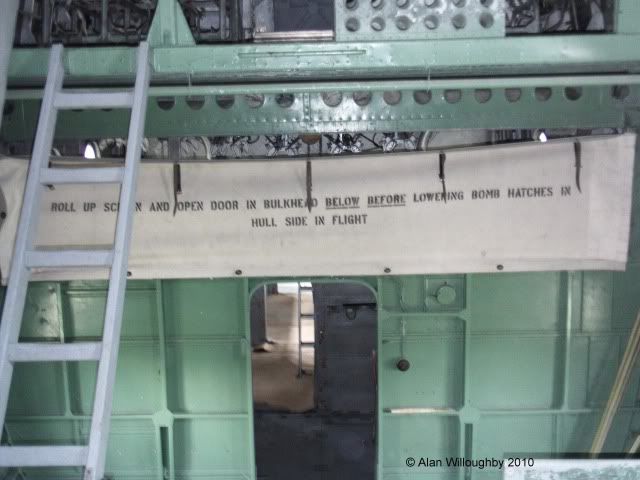 ROLL UP SCREEN AND OPEN DOOR IN BULKHEAD BELOW BEFORE LOWERING BOMB HATCHES IN
HULL SIDE IN FLIGHT
© Alan Willoughby 2010